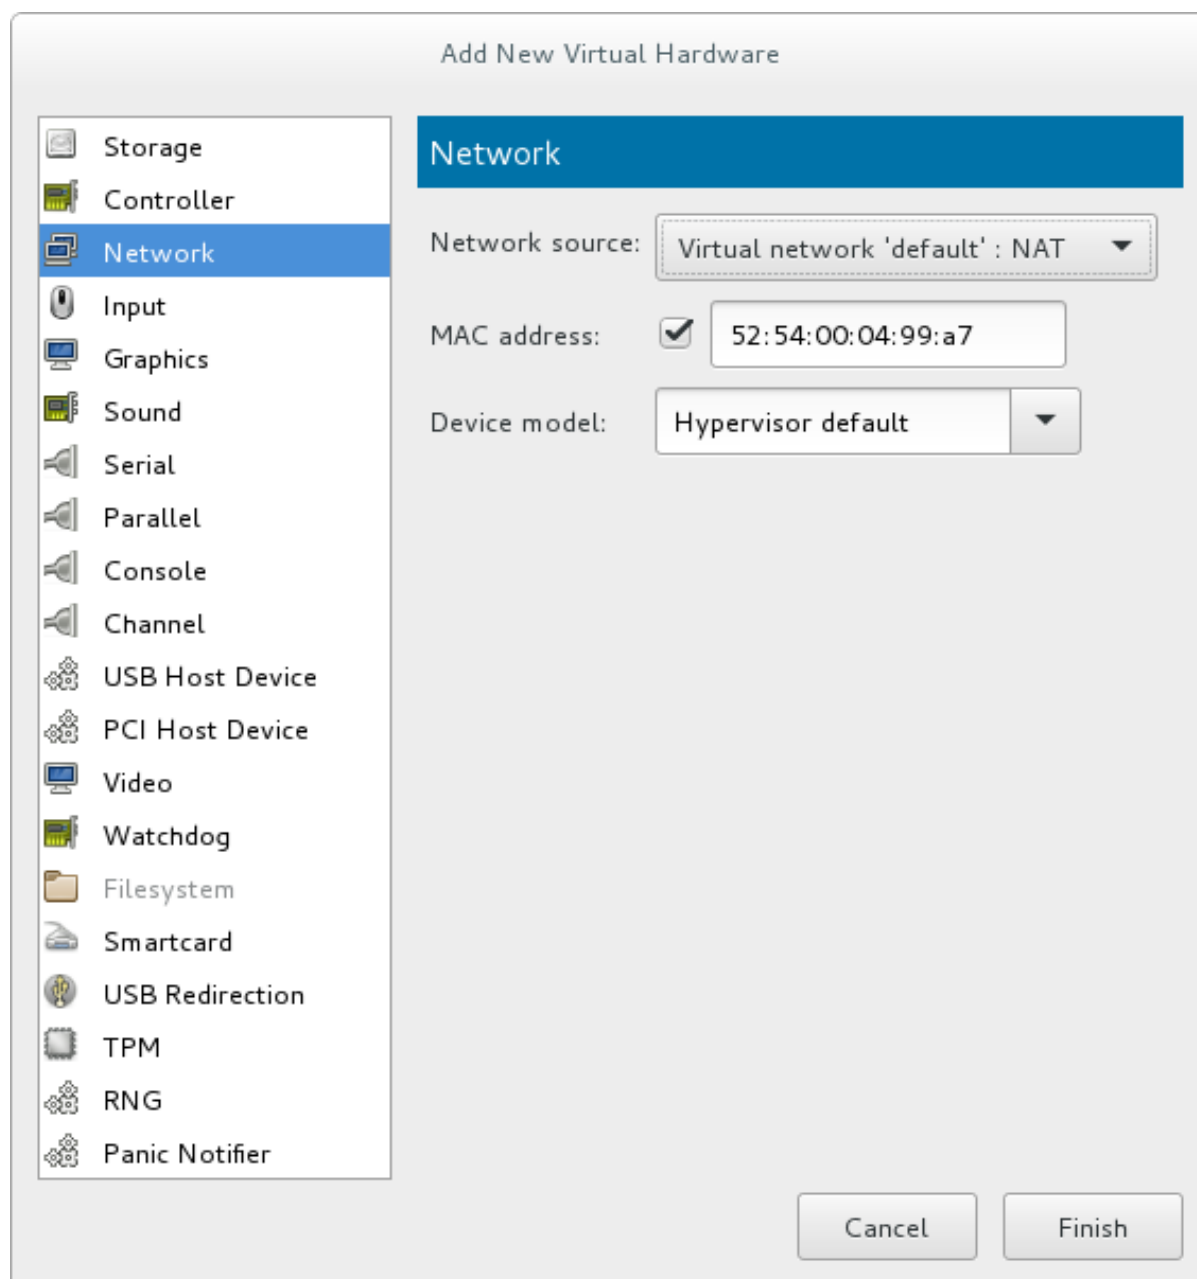 Add New Virtual Hardware
Storage
Controller
Network
Input
Graphics
Sound
Serial
Parallel
Console
Channel
USB Host Device
PCI Host Device
Video
Watchdog
Filesystem
Smartcard
USB Redirection
TPM
RNG
Panic Notifier
Network
Network source: Virtual network 'default' : NAT
MAC address: 52:54:00:04:99:a7
Device model: Hypervisor default
Cancel Finish